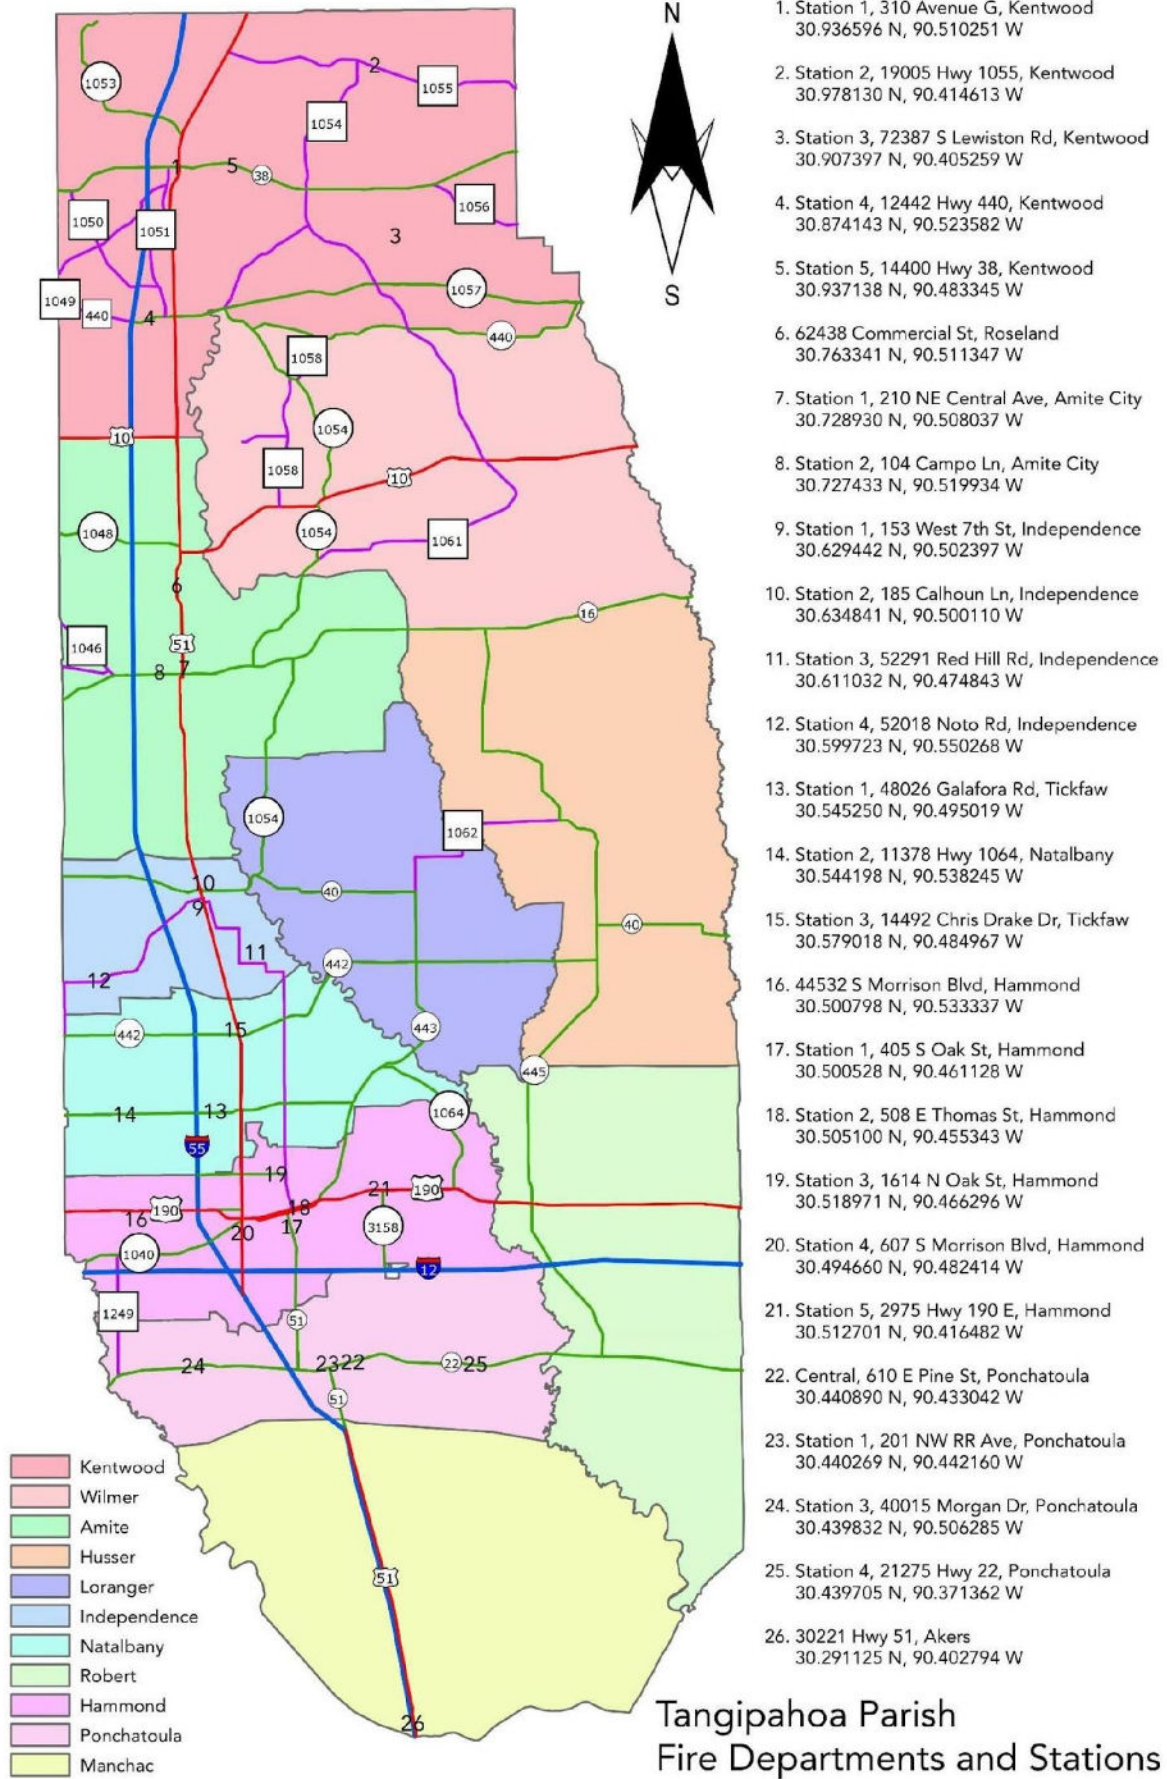 N
S
1. Station 1, 310 Avenue G, Kentwood
30.936596 N, 90.510251 W
2. Station 2, 19005 Hwy 1055, Kentwood
30.978130 N, 90.414613 W
3. Station 3, 72387 S Lewiston Rd, Kentwood
30.907397 N, 90.405259 W
4. Station 4, 12442 Hwy 440, Kentwood
30.874143 N, 90.523582 W
5. Station 5, 14400 Hwy 38, Kentwood
30.937138 N, 90.483345 W
6. 62438 Commercial St, Roseland
30.763341 N, 90.511347 W
7. Station 1, 210 NE Central Ave, Amite City
30.728930 N, 90.508037 W
8. Station 2, 104 Campo Ln, Amite City
30.727433 N, 90.519934 W
9. Station 1, 153 West 7th St, Independence
30.629442 N, 90.502397 W
10. Station 2, 185 Calhoun Ln, Independence
30.634841 N, 90.500110 W
11. Station 3, 52291 Red Hill Rd, Independence
30.611032 N, 90.474843 W
12. Station 4, 52018 Noto Rd, Independence
30.599723 N, 90.550268 W
13. Station 1, 48026 Galafora Rd, Tickfaw
30.545250 N, 90.495019 W
14. Station 2, 11378 Hwy 1064, Natalbany
30.544198 N, 90.538245 W
15. Station 3, 14492 Chris Drake Dr, Tickfaw
30.579018 N, 90.484967 W
16. 44532 S Morrison Blvd, Hammond
30.500798 N, 90.533337 W
17. Station 1, 405 S Oak St, Hammond
30.500528 N, 90.461128 W
18. Station 2, 508 E Thomas St, Hammond
30.505100 N, 90.455343 W
19. Station 3, 1614 N Oak St, Hammond
30.518971 N, 90.466296 W
20. Station 4, 607 S Morrison Blvd, Hammond
30.494660 N, 90.482414 W
21. Station 5, 2975 Hwy 190 E, Hammond
30.512701 N, 90.416482 W
22. Central, 610 E Pine St, Ponchatoula
30.440890 N, 90.433042 W
23. Station 1, 201 NW RR Ave, Ponchatoula
30.440269 N, 90.442160 W
24. Station 3, 40015 Morgan Dr, Ponchatoula
30.439832 N, 90.506285 W
25. Station 4, 21275 Hwy 22, Ponchatoula
30.439705 N, 90.371362 W
26. 30221 Hwy 51, Akers
30.291125 N, 90.402794 W
2
1053
1055
1054
1
5
38
1050
1051
1056
3
1049
440
4
1057
440
1058
1054
10
1058
10
1048
1054
1061
6
16
1046
51
8
7
1054
1062
10
40
9
40
11
442
12
442
15
443
445
14
13
1064
55
19
21
190
190
18
16
17
3158
20
1040
12
1249
51
24
23
22
22
25
51
51
26
Kentwood
Wilmer
Amite
Husser
Loranger
Independence
Natalbany
Robert
Hammond
Ponchatoula
Manchac
Tangipahoa Parish
Fire Departments and Stations